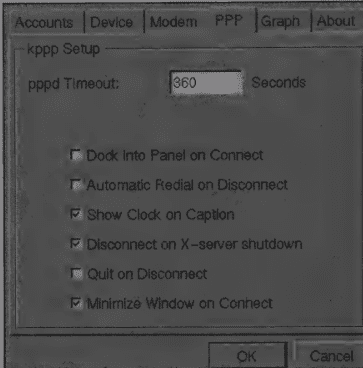 Accounts Device Modem PPP Graph About
kppp Setup
pppd Timeout: 360 Seconds
Dock Into Panel on Connect
Automatic Redial on Disconnect
Show Clock on Caption
Disconnect on X-server shutdown
Quit on Disconnect
Minimize Window on Connect
OK Cancel